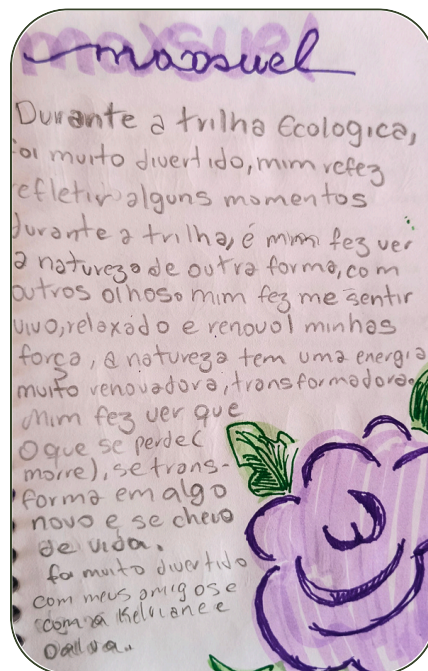 maxsuel
Durante a trilha Ecologica,
foi muito divertido, mim refez
refletir alguns momentos
durante a trilha, é mim fez ver
a natureza de outra forma, com
outros olhos. mim fez me sentir
vivo, relaxado e renovol minhas
força, a natureza tem uma energia
muito renovadora, transformadora.
Mim fez ver que
O que se perde(
morre), se trans-
forma em algo
novo e se cheio
de vida.
foi muito divertido
com meus amigos e
com a Kelviane e